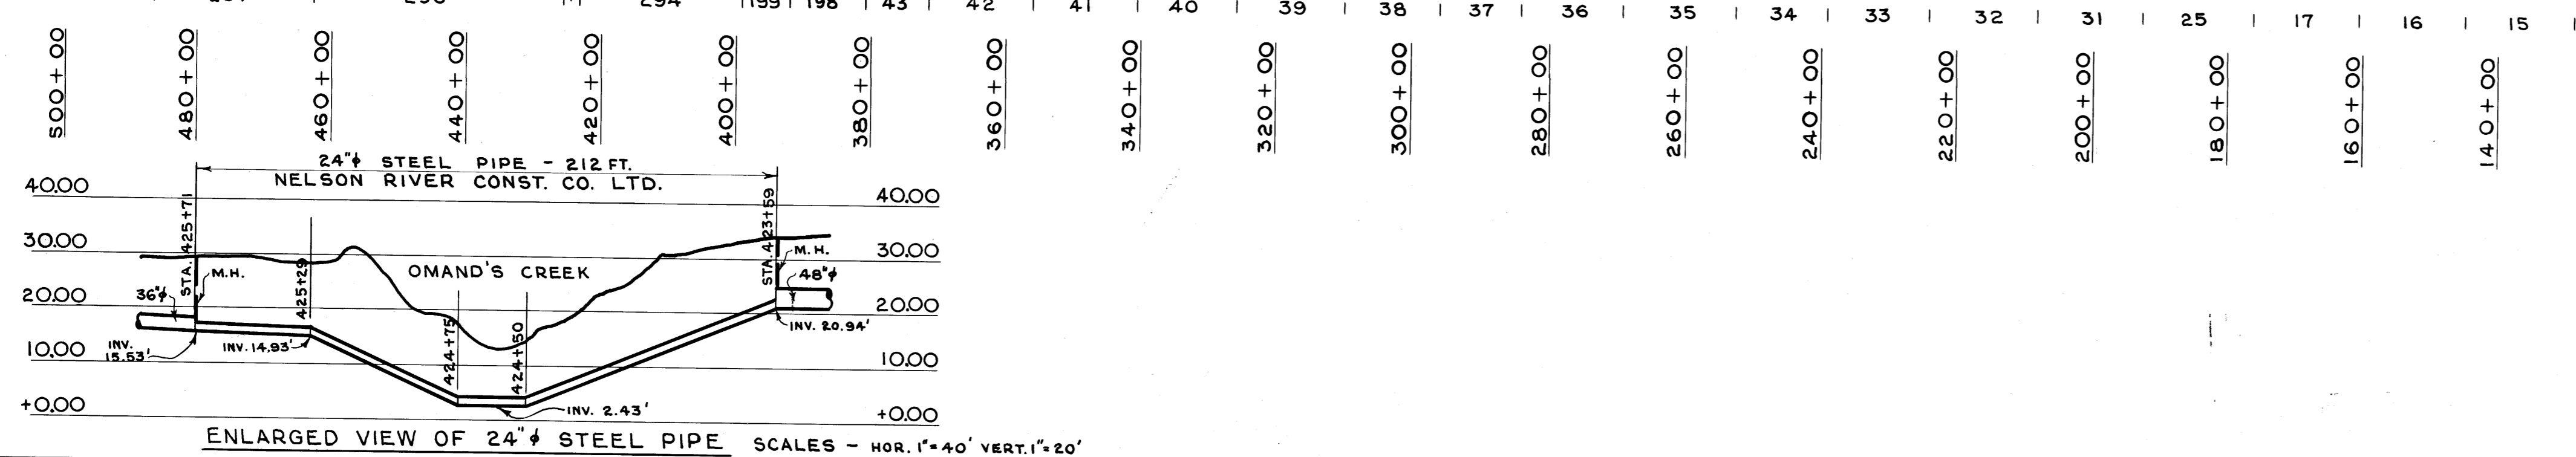 294 199 198 43 42 41 40 39 38 37 36 35 34 33 32 31 25 17 16 15
500+00 480+00 460+00 440+00 420+00 400+00 380+00 360+00 340+00 320+00 300+00 280+00 260+00 240+00 220+00 200+00 180+00 160+00 140+00
24"φ STEEL PIPE - 212 FT.
NELSON RIVER CONST. CO. LTD.
40.00 40.00
STA. 425+71
STA. 423+59
30.00 30.00
M.H.
425+29
OMAND'S CREEK
M.H.
48"φ
36"φ
20.00 20.00
INV. 15.53'
INV. 14.93'
424+75
424+50
INV. 20.94'
10.00 10.00
INV. 2.43'
+0.00 +0.00
ENLARGED VIEW OF 24"φ STEEL PIPE SCALES - HOR. 1"=40' VERT. 1"=20'